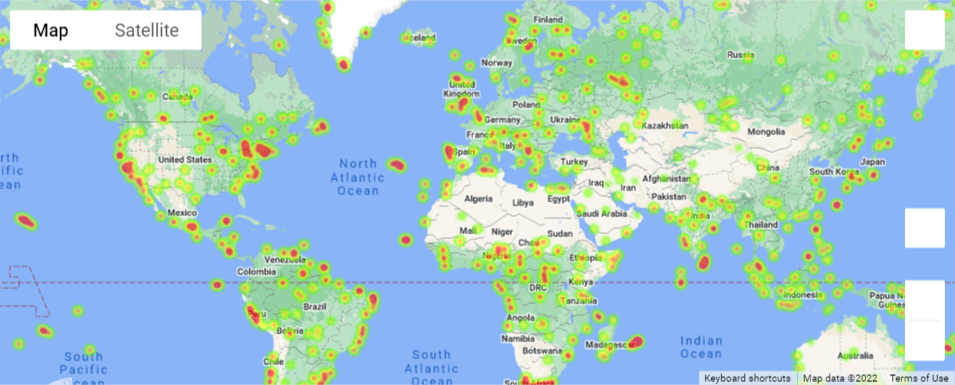 Map Satellite
Finland
Iceland
Sweden
Russia
Norway
United
Kingdom
Canada
Poland
Germany
Ukraine
Kazakhstan
Mongolia
France
Italy
Spain
United States
North
Atlantic
Ocean
Turkey
Afghanistan
China
South Korea
Japan
Iraq
Iran
Pakistan
Algeria
Libya
Egypt
Mexico
Saudi Arabia
India
Mali
Niger
Sudan
Thailand
Chad
Nigeria
Ethiopia
Venezuela
Colombia
DRC
Kenya
Tanzania
Indonesia
Papua N
Guinea
Brazil
Peru
Angola
Bolivia
Namibia
Botswana
Madagascar
Indian
Ocean
Chile
Australia
South
Pacific
South
Atlantic
Ocean
Keyboard shortcuts Map data ©2022 Terms of Use